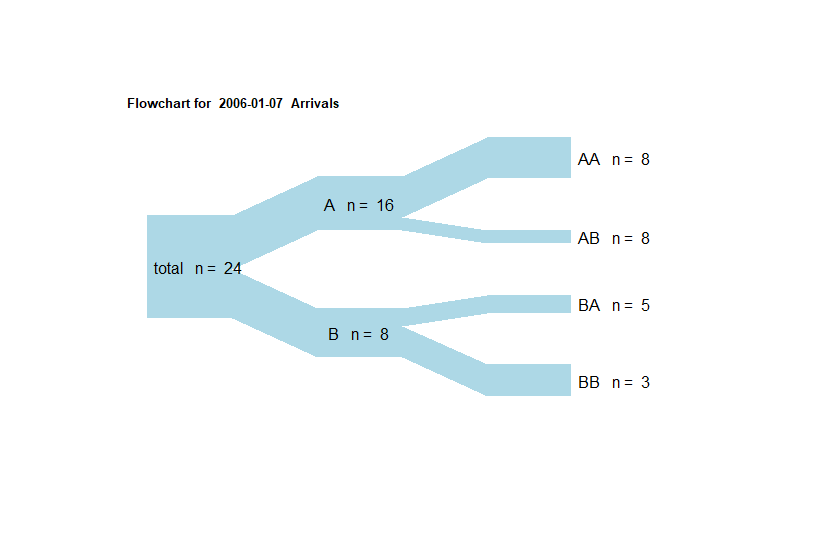 Flowchart for 2006-01-07 Arrivals
AA n = 8
A n = 16
AB n = 8
total n = 24
BA n = 5
B n = 8
BB n = 3